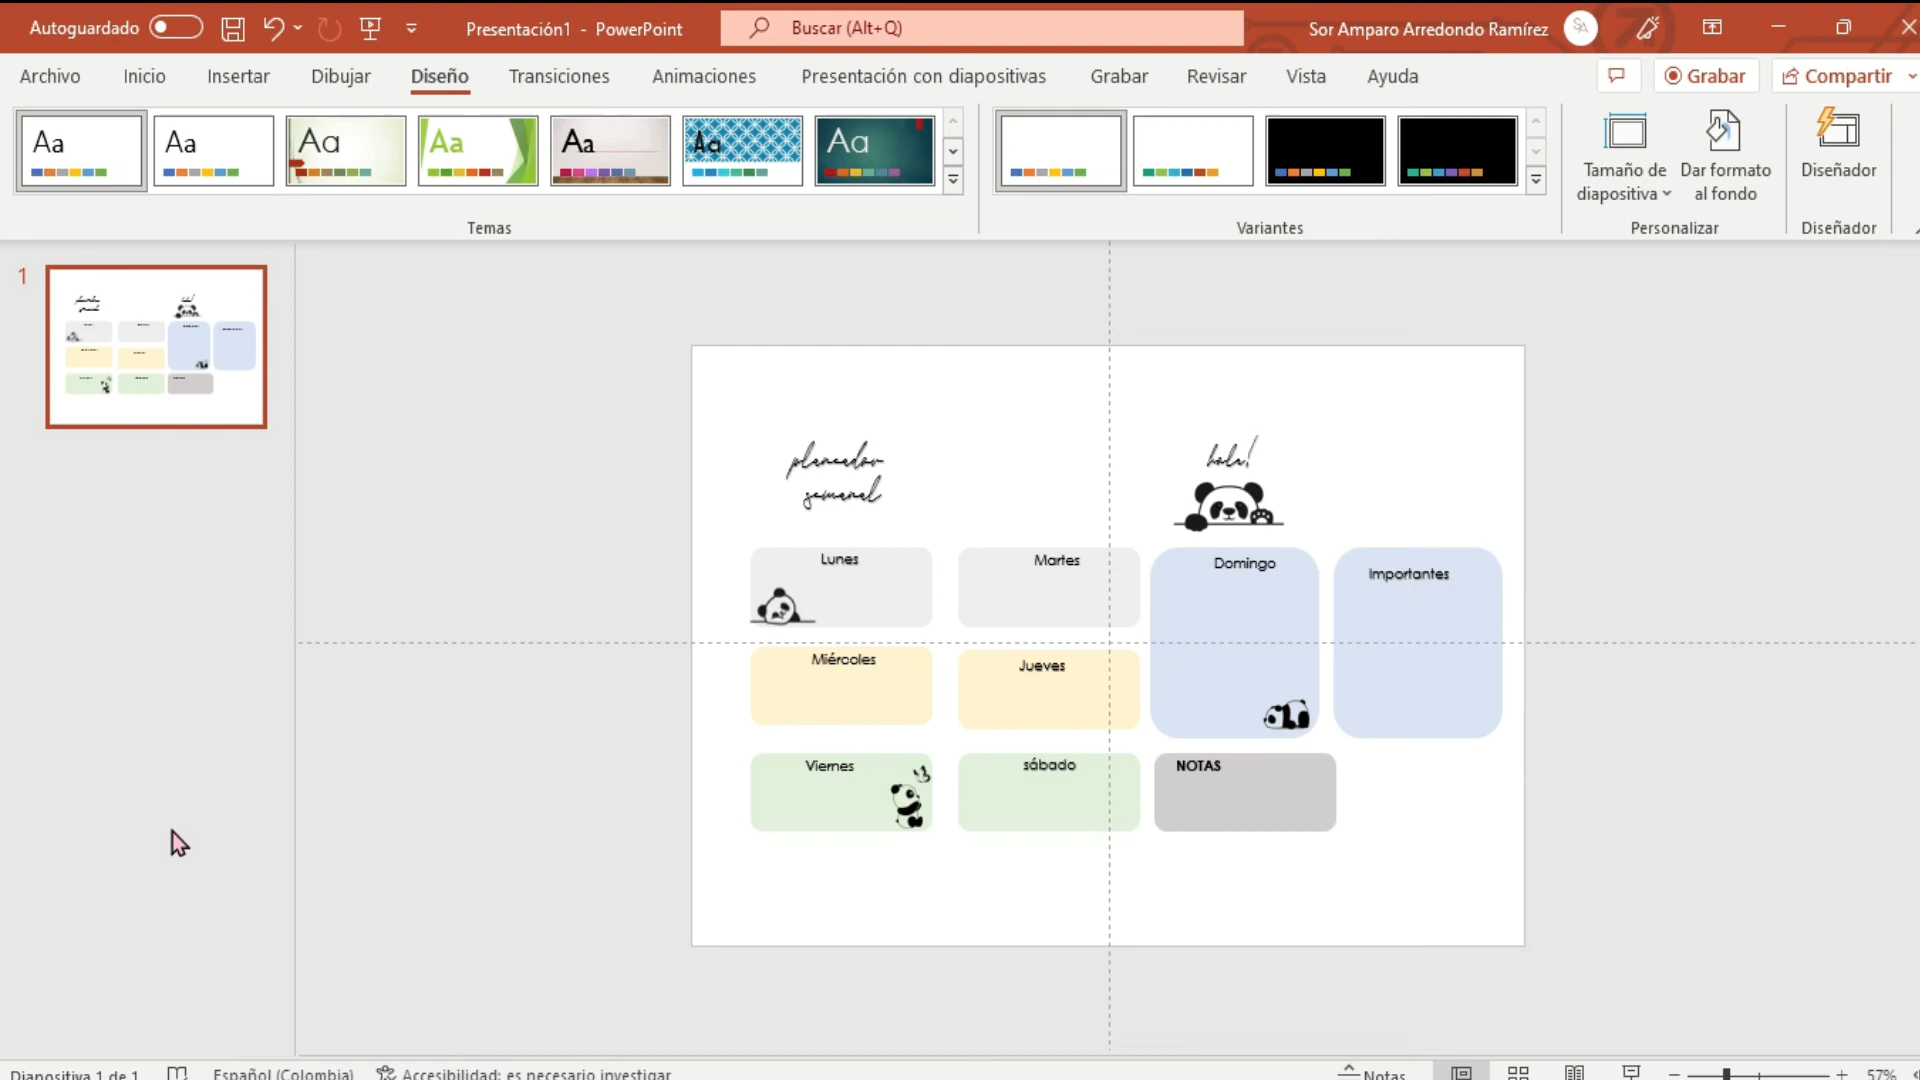 Autoguardado
Presentación1 - PowerPoint
Buscar (Alt+Q)
Sor Amparo Arredondo Ramírez
SA
Archivo
Inicio
Insertar
Dibujar
Diseño
Transiciones
Animaciones
Presentación con diapositivas
Grabar
Revisar
Vista
Ayuda
Grabar
Compartir
Aa
Aa
Aa
Aa
Aa
Aa
Aa
Tamaño de
diapositiva
Dar formato
al fondo
Diseñador
Temas
Variantes
Personalizar
Diseñador
1
planeador
semanal
hola!
Lunes
Martes
Domingo
Importantes
Miércoles
Jueves
Viernes
sábado
NOTAS
Diapositiva 1 de 1
Español (Colombia)
Accesibilidad: es necesario investigar
Notas
57%